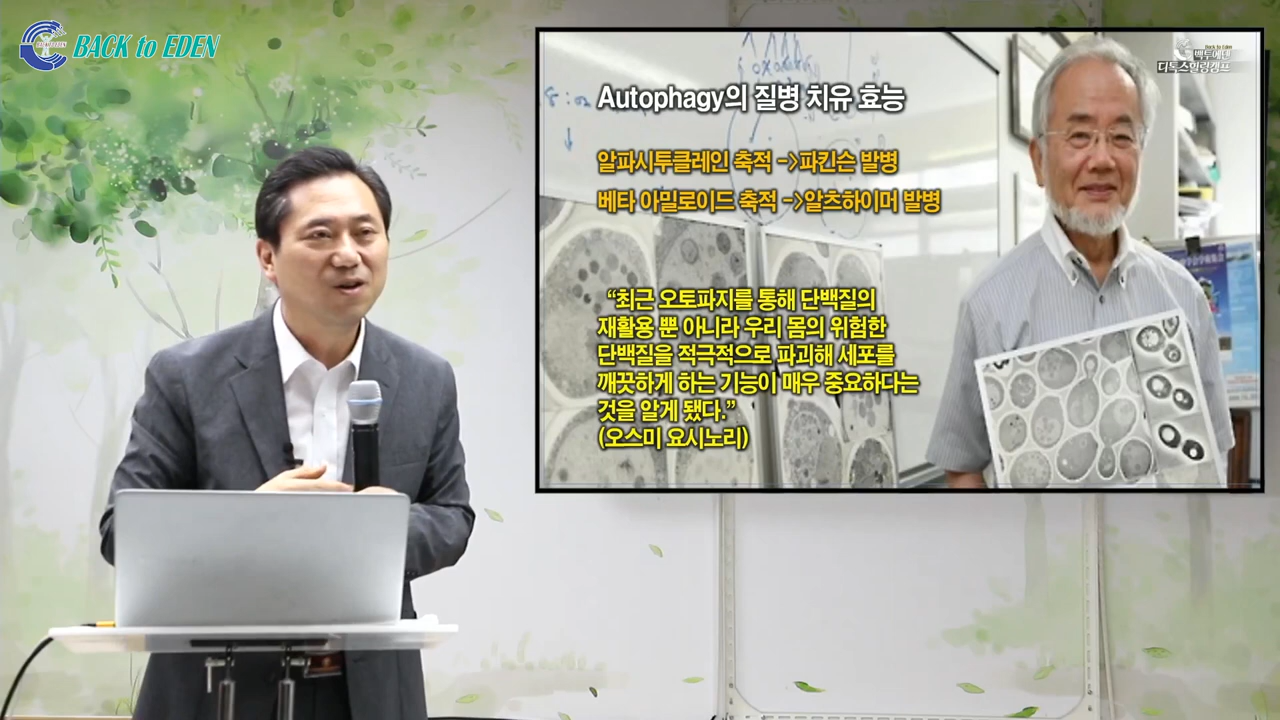 BACK to EDEN
Back to Eden
백투에덴
디톡스힐링캠프
Autophagy의 질병 치유 효능
알파시투클레인 축적 ->파킨슨 발병
베타 아밀로이드 축적 ->알츠하이머 발병
“최근 오토파지를 통해 단백질의
재활용 뿐 아니라 우리 몸의 위험한
단백질을 적극적으로 파괴해 세포를
깨끗하게 하는 기능이 매우 중요하다는
것을 알게 됐다.”
(오스미 요시노리)